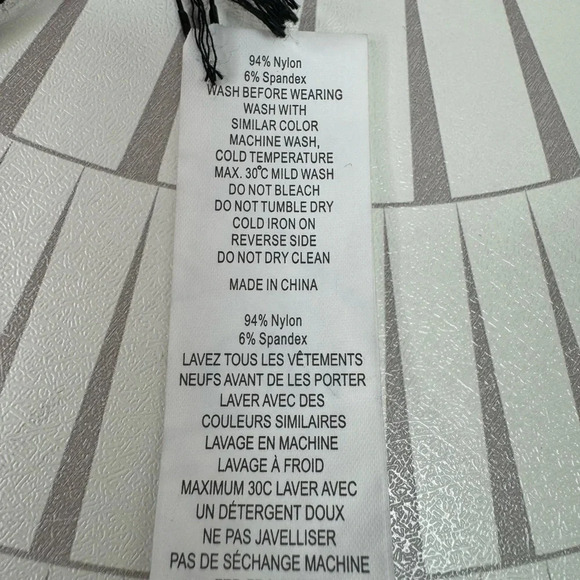 94% Nylon
6% Spandex
WASH BEFORE WEARING
WASH WITH
SIMILAR COLOR
MACHINE WASH,
COLD TEMPERATURE
MAX. 30°C MILD WASH
DO NOT BLEACH
DO NOT TUMBLE DRY
COLD IRON ON
REVERSE SIDE
DO NOT DRY CLEAN
MADE IN CHINA
94% Nylon
6% Spandex
LAVEZ TOUS LES VÊTEMENTS
NEUFS AVANT DE LES PORTER
LAVER AVEC DES
COULEURS SIMILAIRES
LAVAGE EN MACHINE
LAVAGE À FROID
MAXIMUM 30C LAVER AVEC
UN DÉTERGENT DOUX
NE PAS JAVELLISER
PAS DE SÉCHANGE MACHINE